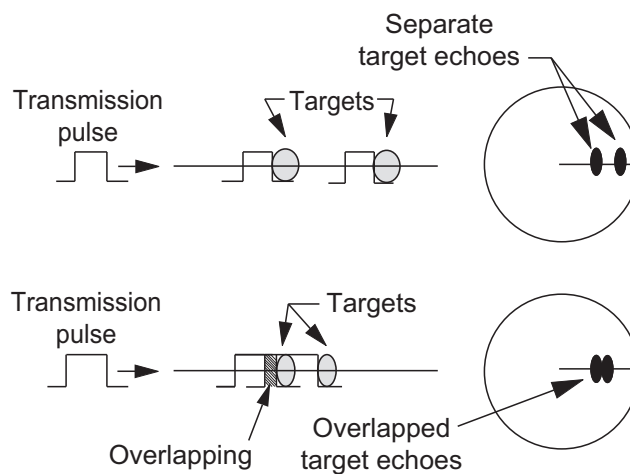 Separate
target echoes
Transmission
pulse
Targets
Transmission
pulse
Targets
Overlapping
Overlapped
target echoes